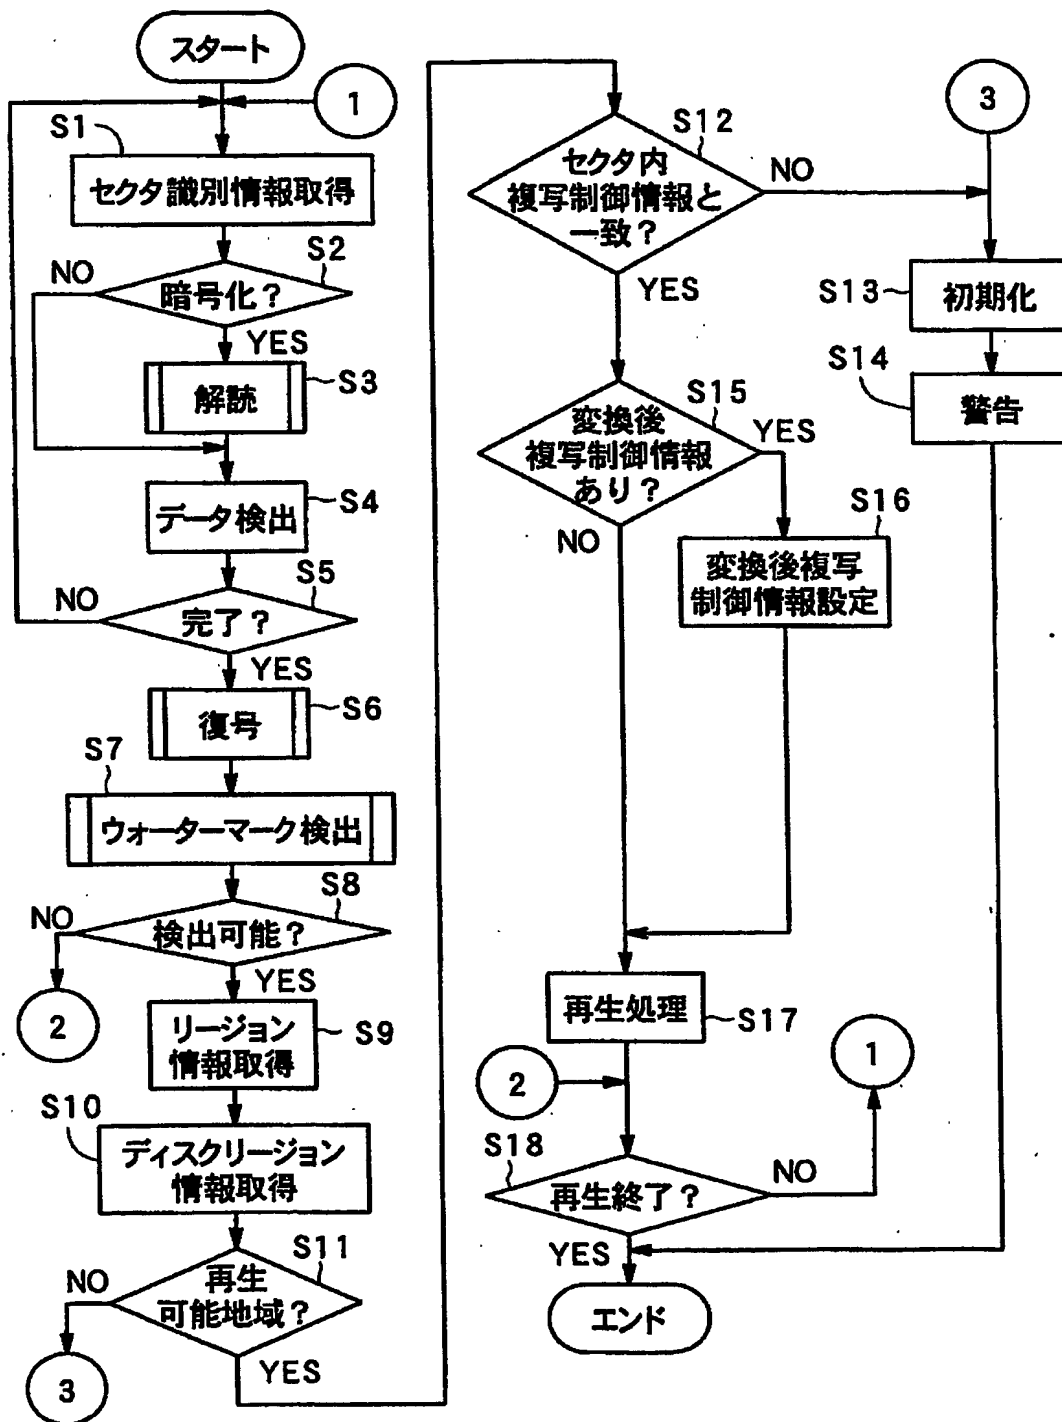 スタート
1
S1
セクタ識別情報取得
NO
S2
暗号化？
YES
解読
S3
データ検出
S4
NO
S5
完了？
YES
復号
S6
S7
ウォーターマーク検出
NO
S8
検出可能？
YES
2
リージョン
情報取得
S9
S10
ディスクリージョン
情報取得
NO
S11
再生
可能地域？
YES
3
S12
セクタ内
複写制御情報と
一致？
NO
YES
3
S13
初期化
S14
警告
S15
変換後
複写制御情報
あり？
YES
NO
S16
変換後複写
制御情報設定
再生処理
S17
2
1
S18
再生終了？
NO
YES
エンド